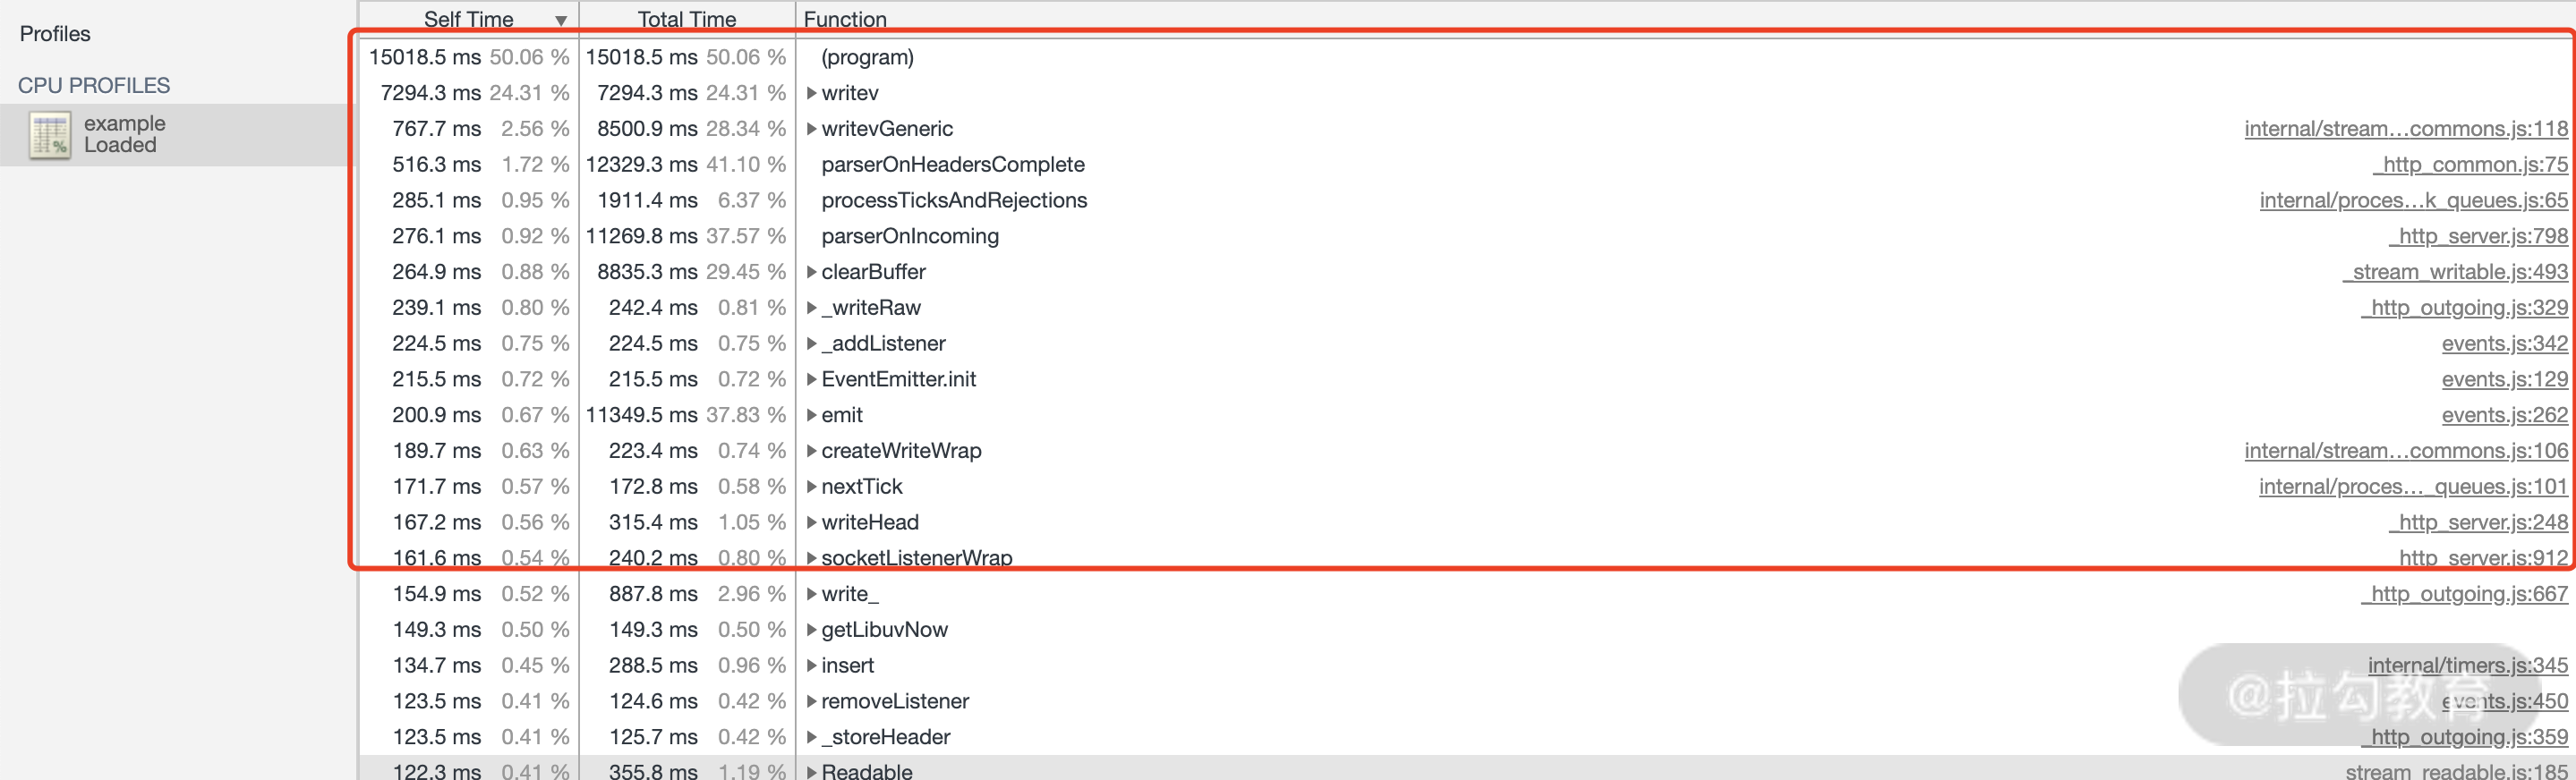 Self Time ▼ Total Time Function
Profiles
15018.5 ms 50.06 % 15018.5 ms 50.06 % (program)
CPU PROFILES
7294.3 ms 24.31 % 7294.3 ms 24.31 % writev
example
Loaded
767.7 ms 2.56 % 8500.9 ms 28.34 % writevGeneric internal/stream…commons.js:118
516.3 ms 1.72 % 12329.3 ms 41.10 % parserOnHeadersComplete _http_common.js:75
285.1 ms 0.95 % 1911.4 ms 6.37 % processTicksAndRejections internal/proces…k_queues.js:65
276.1 ms 0.92 % 11269.8 ms 37.57 % parserOnIncoming _http_server.js:798
264.9 ms 0.88 % 8835.3 ms 29.45 % clearBuffer _stream_writable.js:493
239.1 ms 0.80 % 242.4 ms 0.81 % _writeRaw _http_outgoing.js:329
224.5 ms 0.75 % 224.5 ms 0.75 % _addListener events.js:342
215.5 ms 0.72 % 215.5 ms 0.72 % EventEmitter.init events.js:129
200.9 ms 0.67 % 11349.5 ms 37.83 % emit events.js:262
189.7 ms 0.63 % 223.4 ms 0.74 % createWriteWrap internal/stream…commons.js:106
171.7 ms 0.57 % 172.8 ms 0.58 % nextTick internal/proces…_queues.js:101
167.2 ms 0.56 % 315.4 ms 1.05 % writeHead _http_server.js:248
161.6 ms 0.54 % 240.2 ms 0.80 % socketListenerWrap _http_server.js:912
154.9 ms 0.52 % 887.8 ms 2.96 % write_ _http_outgoing.js:667
149.3 ms 0.50 % 149.3 ms 0.50 % getLibuvNow
134.7 ms 0.45 % 288.5 ms 0.96 % insert internal/timers.js:345
123.5 ms 0.41 % 124.6 ms 0.42 % removeListener events.js:450
@拉勾教育
123.5 ms 0.41 % 125.7 ms 0.42 % _storeHeader _http_outgoing.js:359
122.3 ms 0.41 % 355.8 ms 1.19 % Readable _stream_readable.js:185